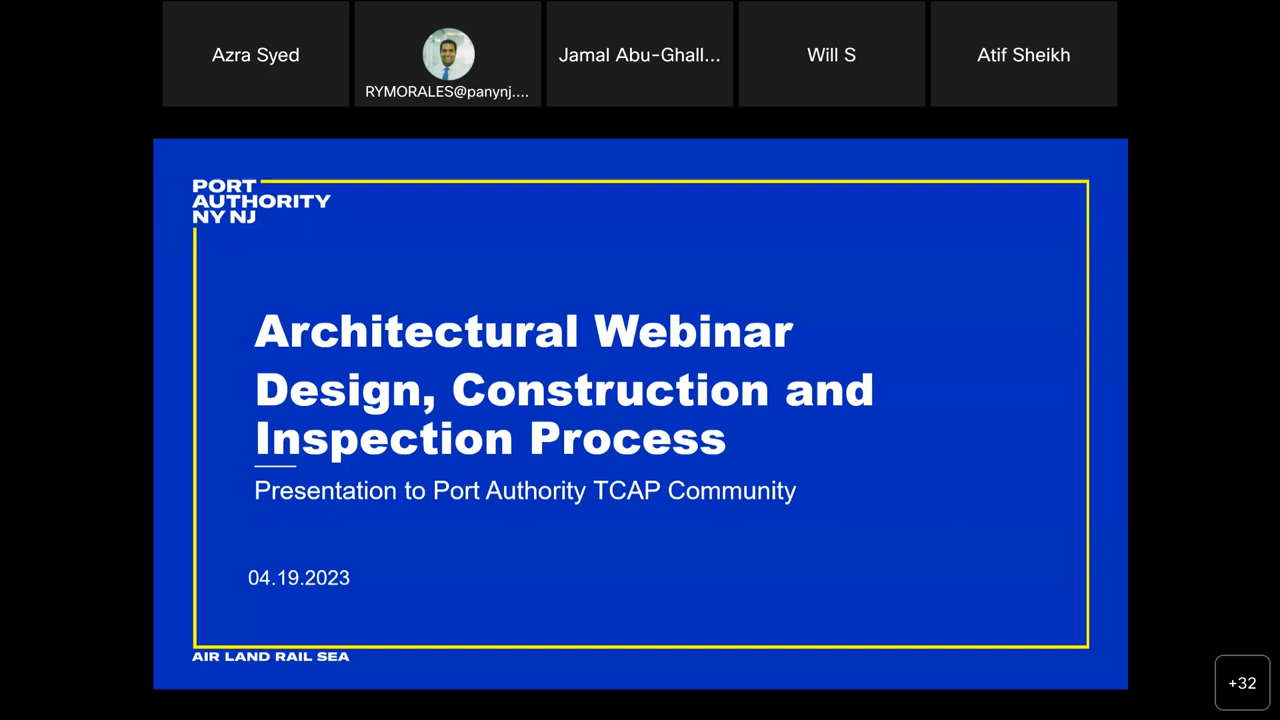 Azra Syed
RYMORALES@panynj....
Jamal Abu-Ghall...
Will S
Atif Sheikh
PORT
AUTHORITY
NY NJ
Architectural Webinar
Design, Construction and
Inspection Process
Presentation to Port Authority TCAP Community
04.19.2023
AIR LAND RAIL SEA
+32